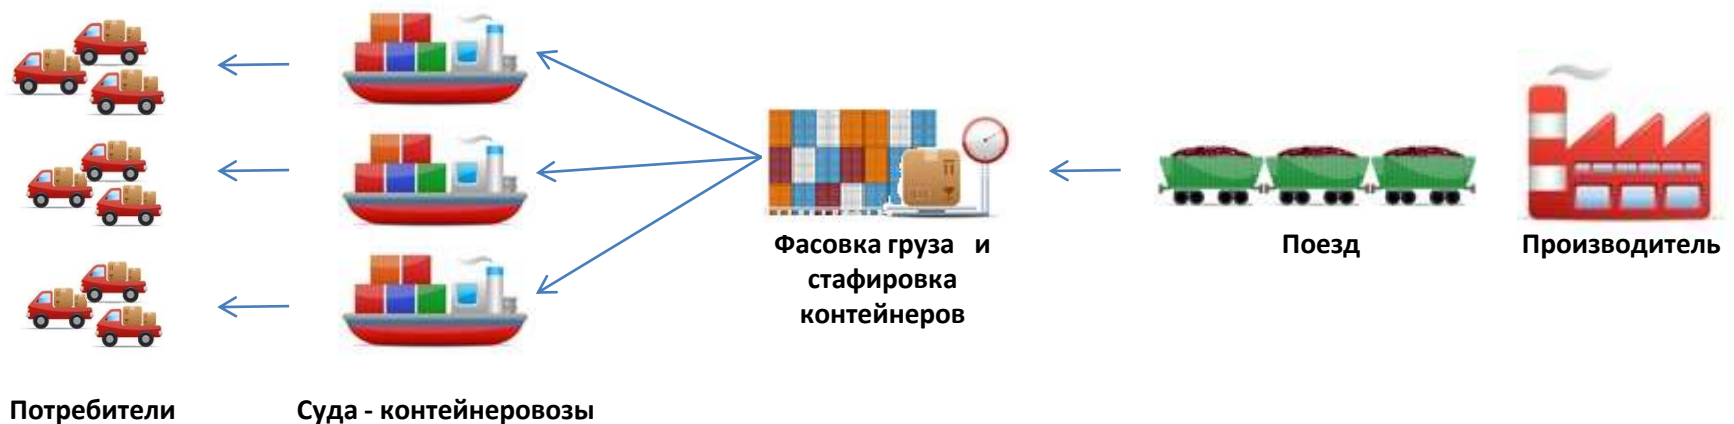 Фасовка груза и
стафировка
контейнеров
Поезд
Производитель
Потребители
Суда - контейнеровозы